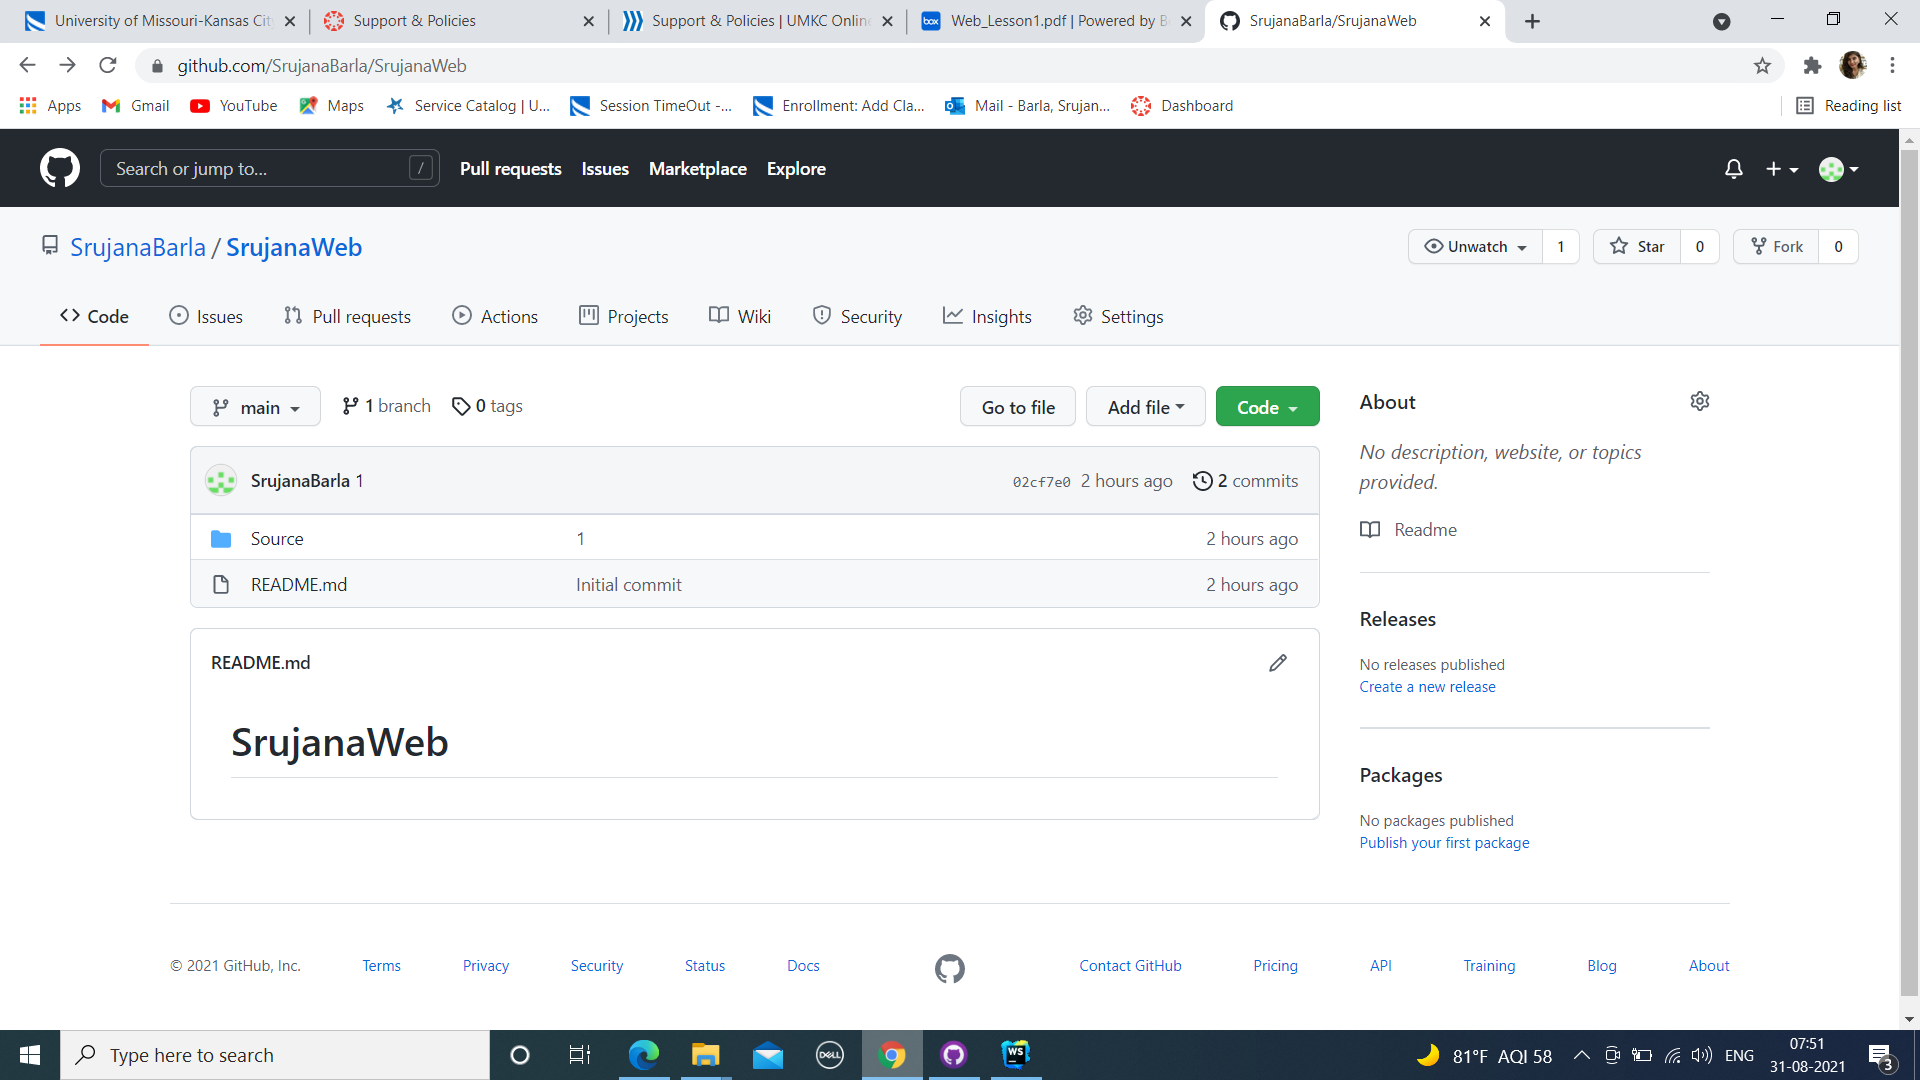 University of Missouri-Kansas Cit
Support & Policies
Support & Policies | UMKC Online
Web_Lesson1.pdf | Powered by B
SrujanaBarla/SrujanaWeb
github.com/SrujanaBarla/SrujanaWeb
Apps
Gmail
YouTube
Maps
Service Catalog | U...
Session TimeOut -...
Enrollment: Add Cla...
Mail - Barla, Srujan...
Dashboard
Reading list
Search or jump to...
/
Pull requests
Issues
Marketplace
Explore
SrujanaBarla / SrujanaWeb
Unwatch 1
Star 0
Fork 0
Code
Issues
Pull requests
Actions
Projects
Wiki
Security
Insights
Settings
main
1 branch
0 tags
Go to file
Add file
Code
SrujanaBarla 1
02cf7e0 2 hours ago
2 commits
Source
1
2 hours ago
README.md
Initial commit
2 hours ago
README.md
SrujanaWeb
About
No description, website, or topics
provided.
Readme
Releases
No releases published
Create a new release
Packages
No packages published
Publish your first package
© 2021 GitHub, Inc.
Terms
Privacy
Security
Status
Docs
Contact GitHub
Pricing
API
Training
Blog
About
Type here to search
DELL
WS
81°F AQI 58
ENG
07:51
31-08-2021
3
box